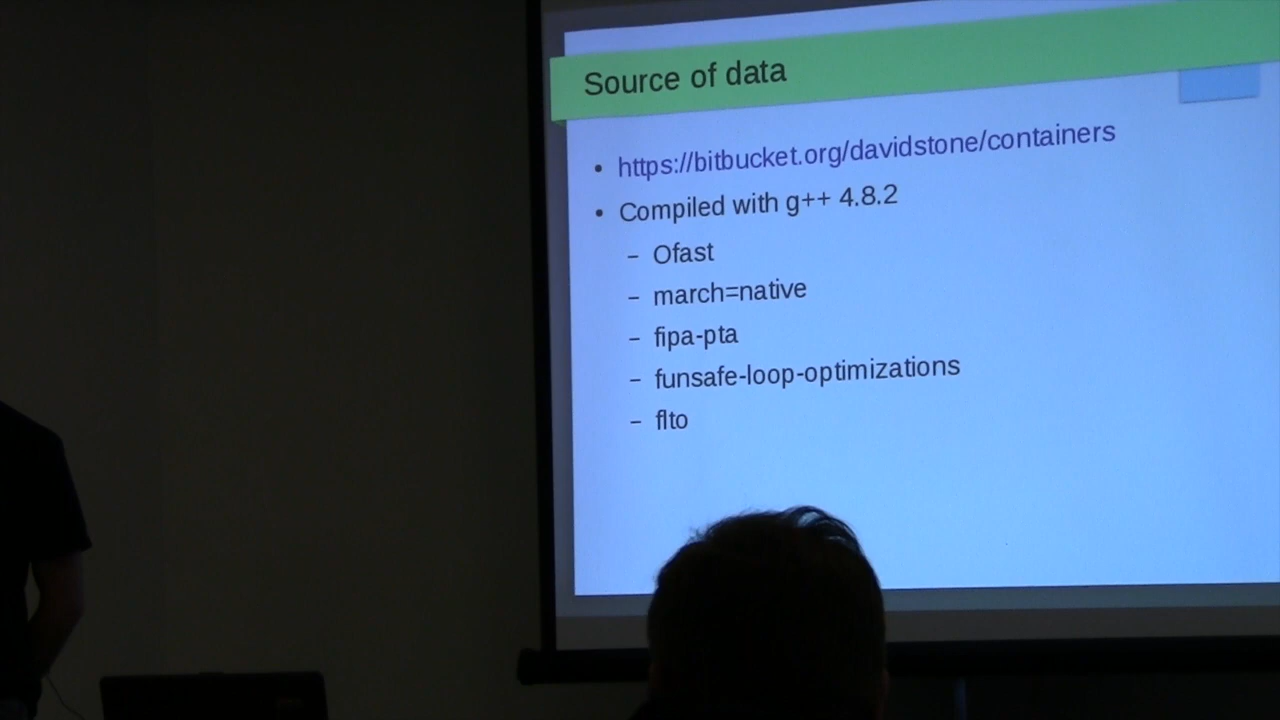 Source of data
• https://bitbucket.org/davidstone/containers
• Compiled with g++ 4.8.2
– Ofast
– march=native
– fipa-pta
– funsafe-loop-optimizations
– flto